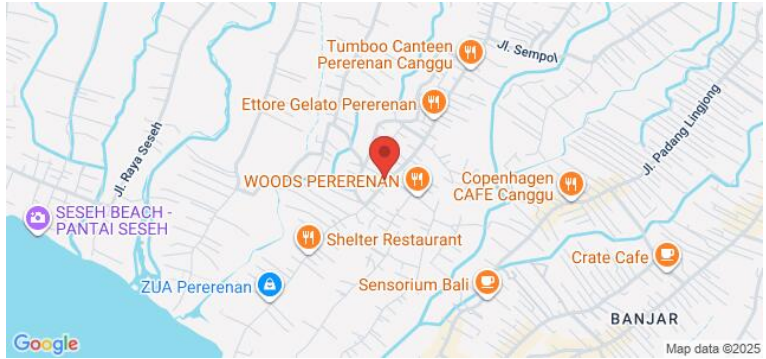 Tumboo Canteen
Pererenan Canggu
Jl. Sempol
Ettore Gelato Pererenan
Jl. Raya Seseh
Jl. Padang Linjong
WOODS PERERENAN
Copenhagen
CAFE Canggu
SESEH BEACH -
PANTAI SESEH
Shelter Restaurant
Crate Cafe
ZUA Pererenan
Sensorium Bali
BANJAR
Google
Map data ©2025